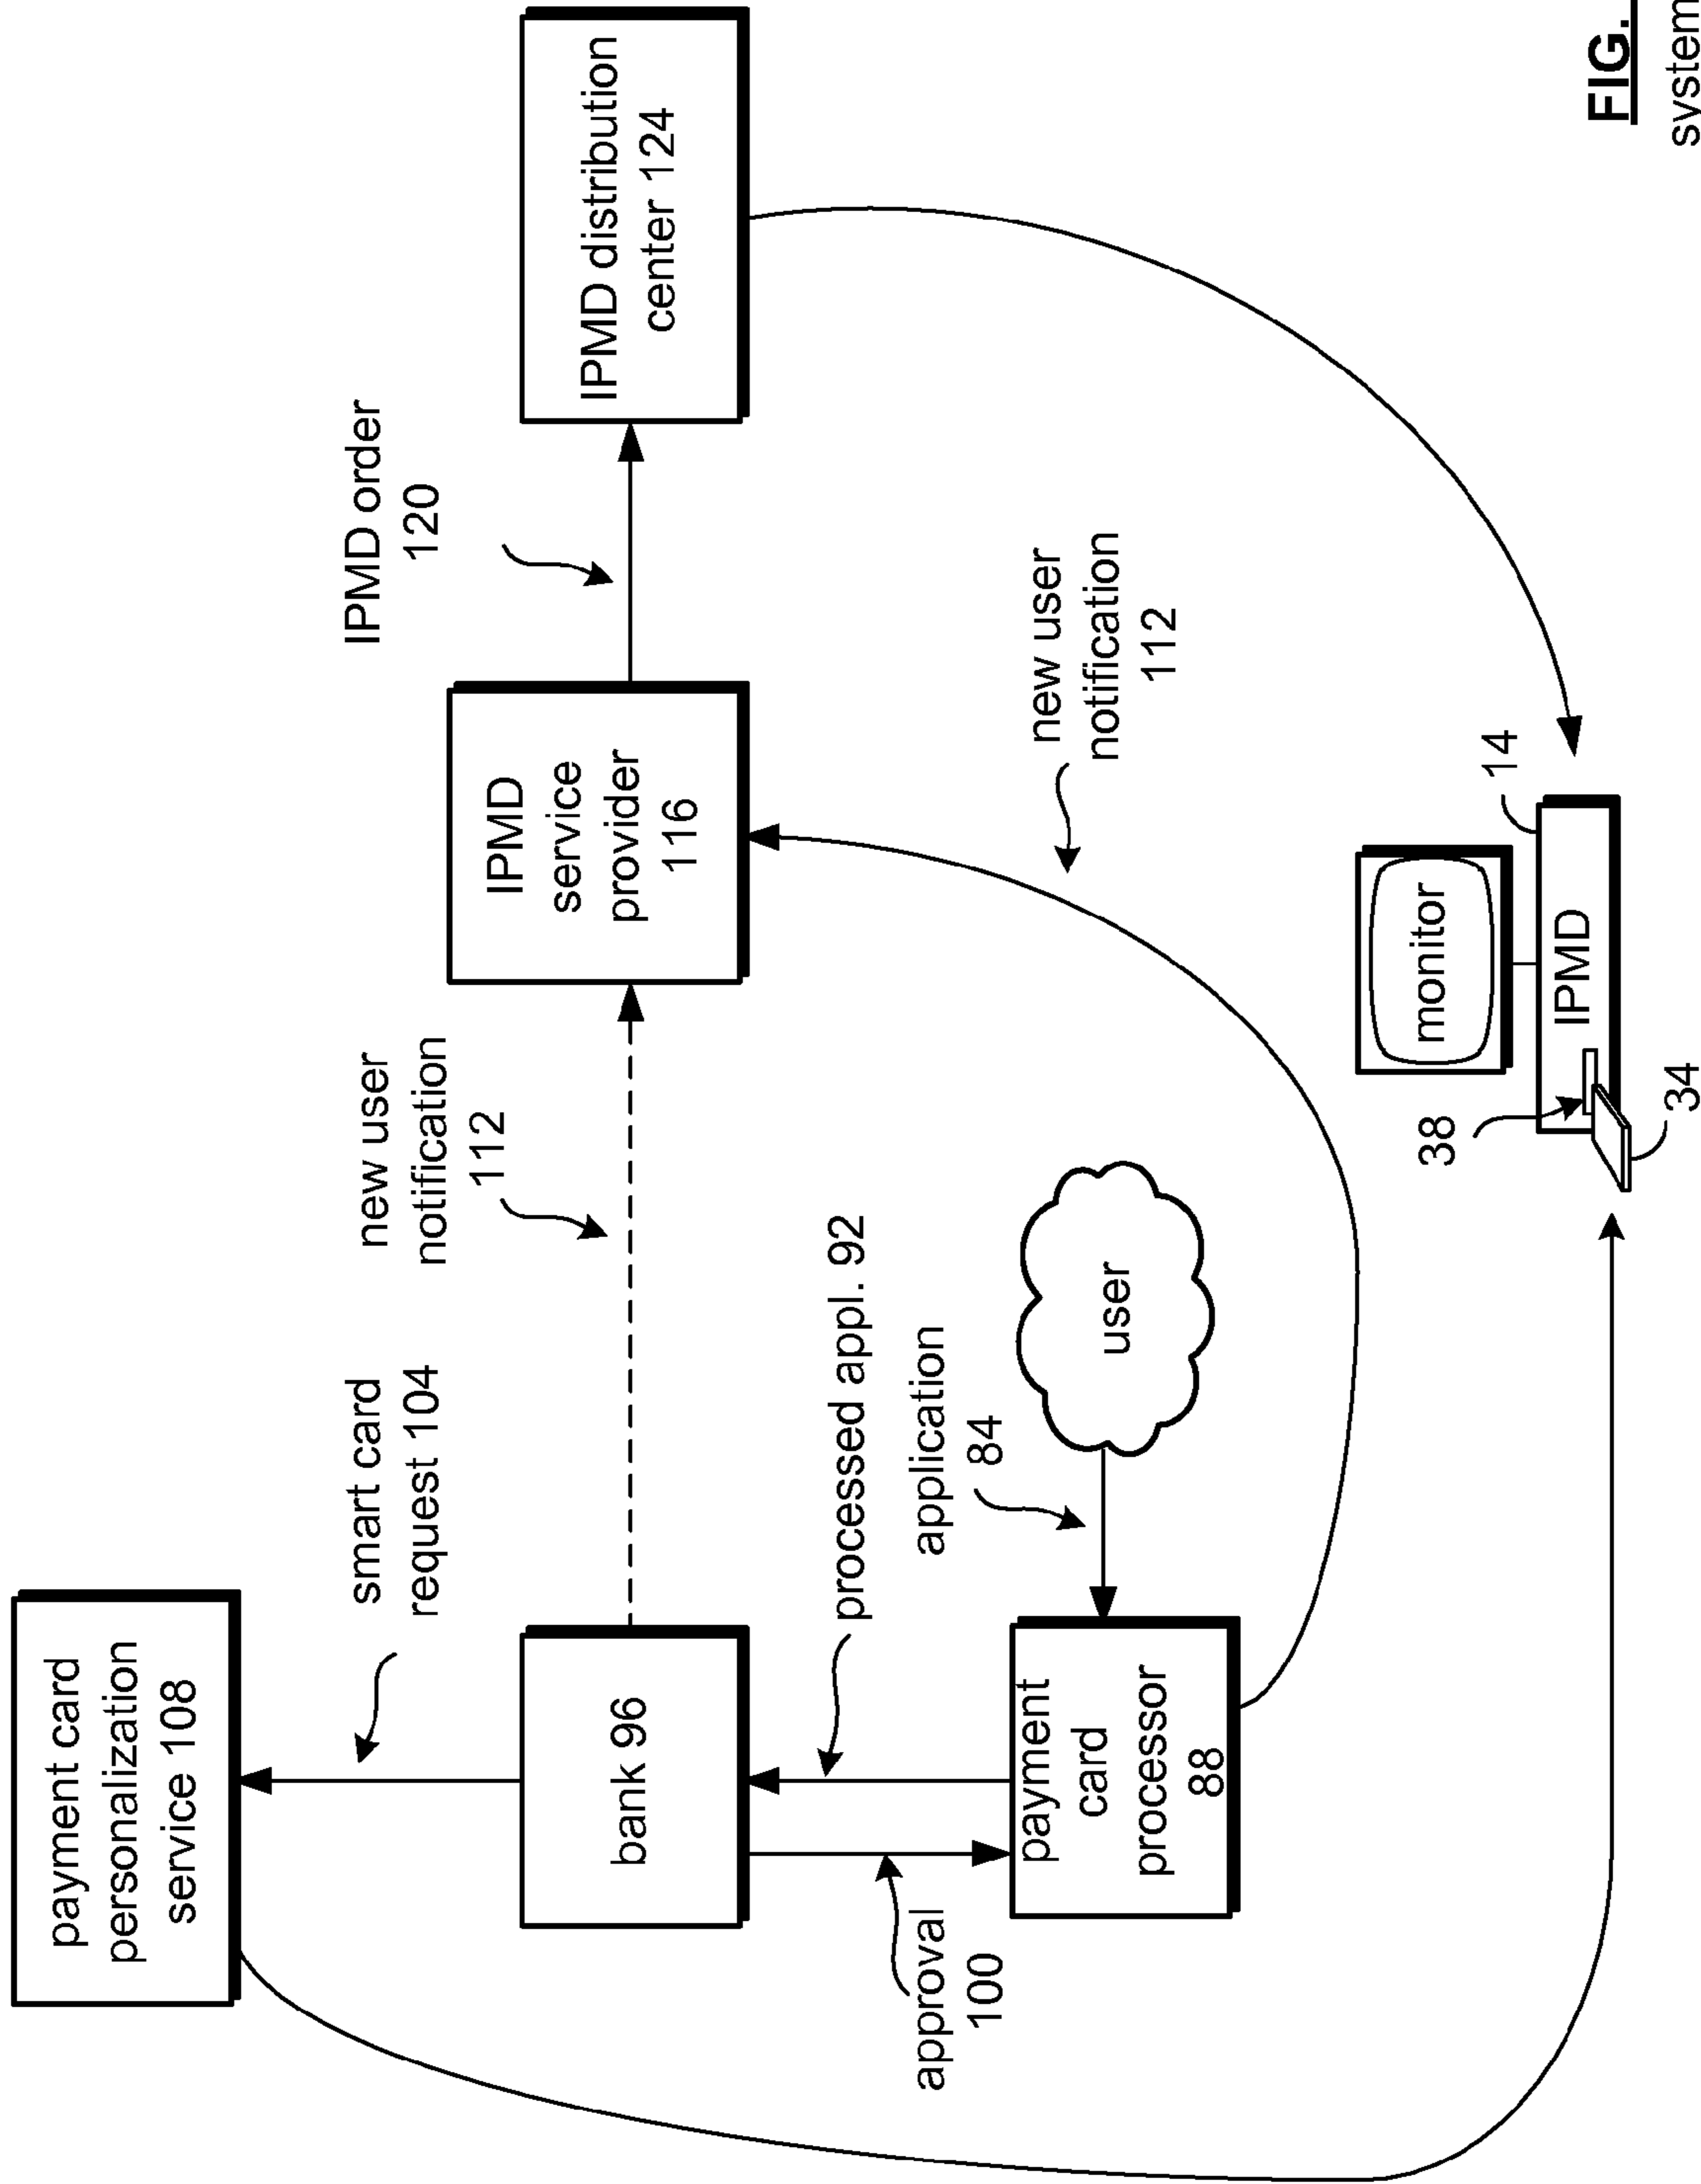 payment card
personalization
service 108
smart card
request 104
new user
notification
112
IPMD order
120
bank 96
IPMD
service
provider
116
IPMD distribution
center 124
processed appl. 92
approval
100
application
84
new user
notification
112
payment
card
processor
88
user
monitor
14
IPMD
38
34
FIG.
system